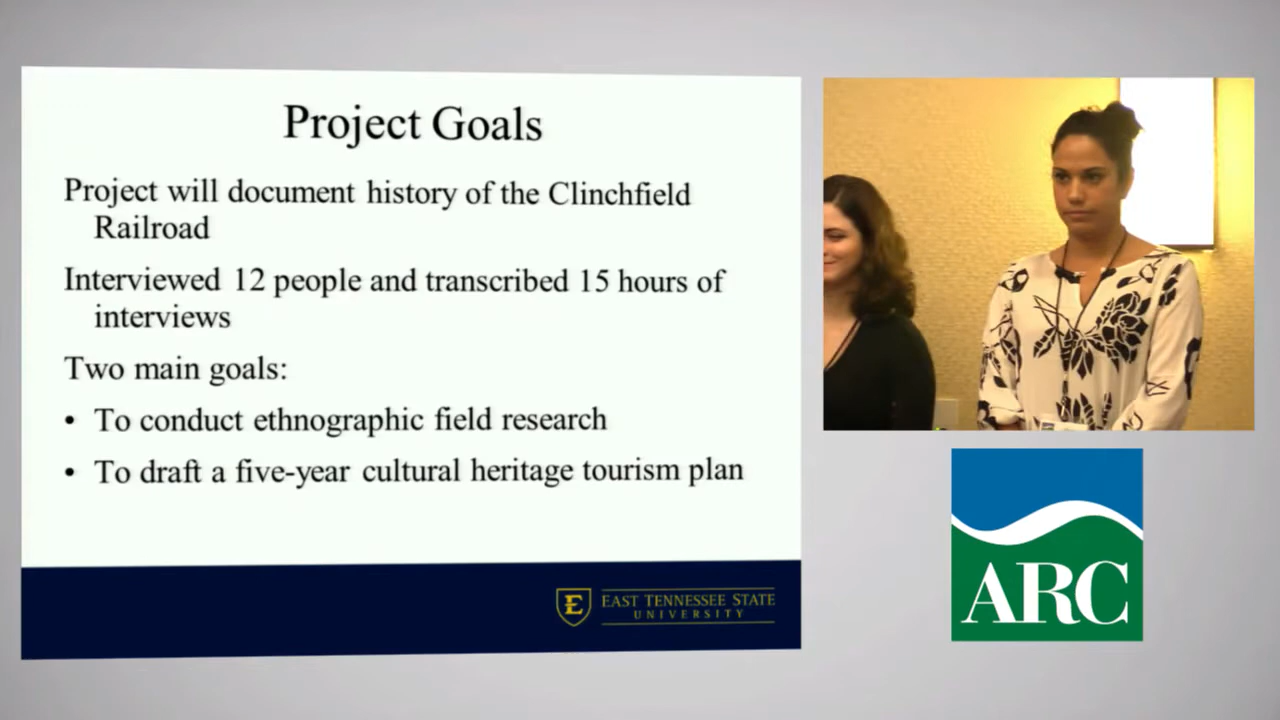 Project Goals
Project will document history of the Clinchfield
Railroad
Interviewed 12 people and transcribed 15 hours of
interviews
Two main goals:
• To conduct ethnographic field research
• To draft a five-year cultural heritage tourism plan
E
EAST TENNESSEE STATE
UNIVERSITY
ARC